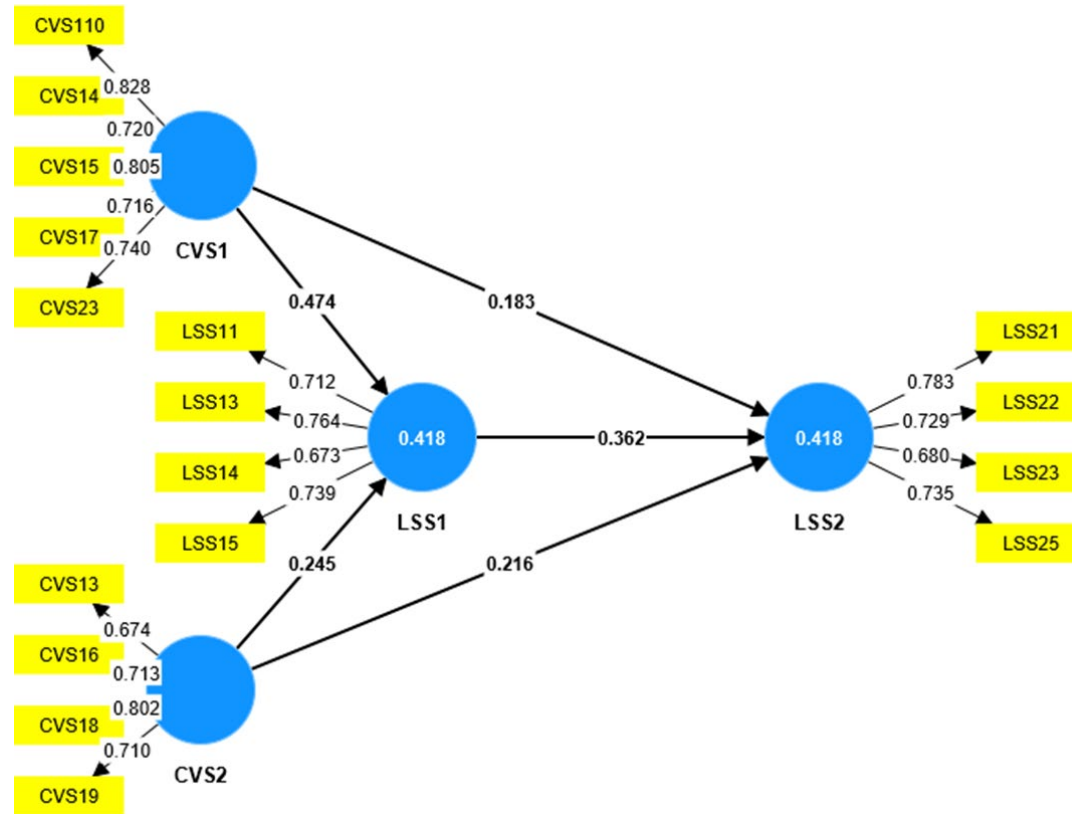 CVS110
0.828
CVS14
0.720
CVS15
0.805
0.716
CVS17
0.740
CVS1
CVS23
0.474
0.183
LSS11
LSS21
0.712
0.783
LSS13
LSS22
0.764
0.729
0.418
0.362
0.418
LSS14
0.673
0.680
LSS23
0.739
0.735
LSS1
LSS2
LSS15
LSS25
0.245
0.216
CVS13
0.674
CVS16
0.713
0.802
CVS18
0.710
CVS2
CVS19